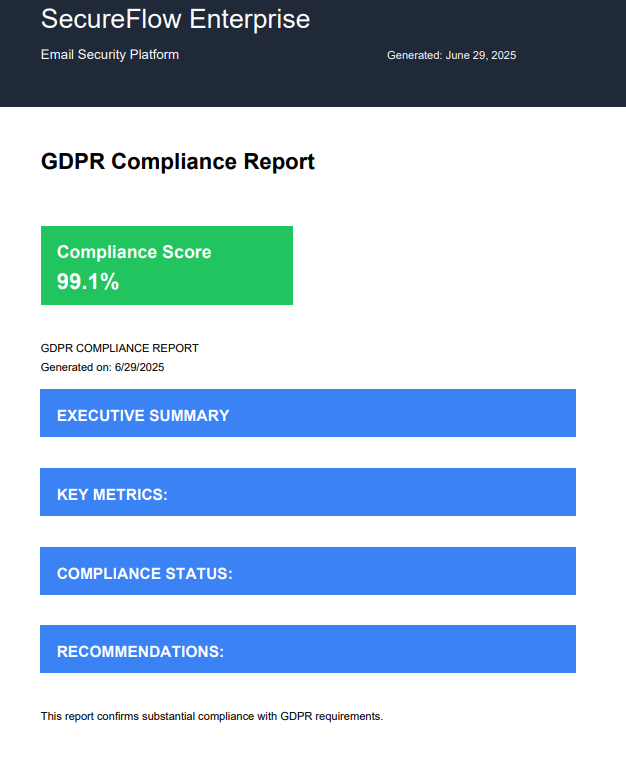 SecureFlow Enterprise
Email Security Platform
Generated: June 29, 2025
GDPR Compliance Report
Compliance Score
99.1%
GDPR COMPLIANCE REPORT
Generated on: 6/29/2025
EXECUTIVE SUMMARY
KEY METRICS:
COMPLIANCE STATUS:
RECOMMENDATIONS:
This report confirms substantial compliance with GDPR requirements.